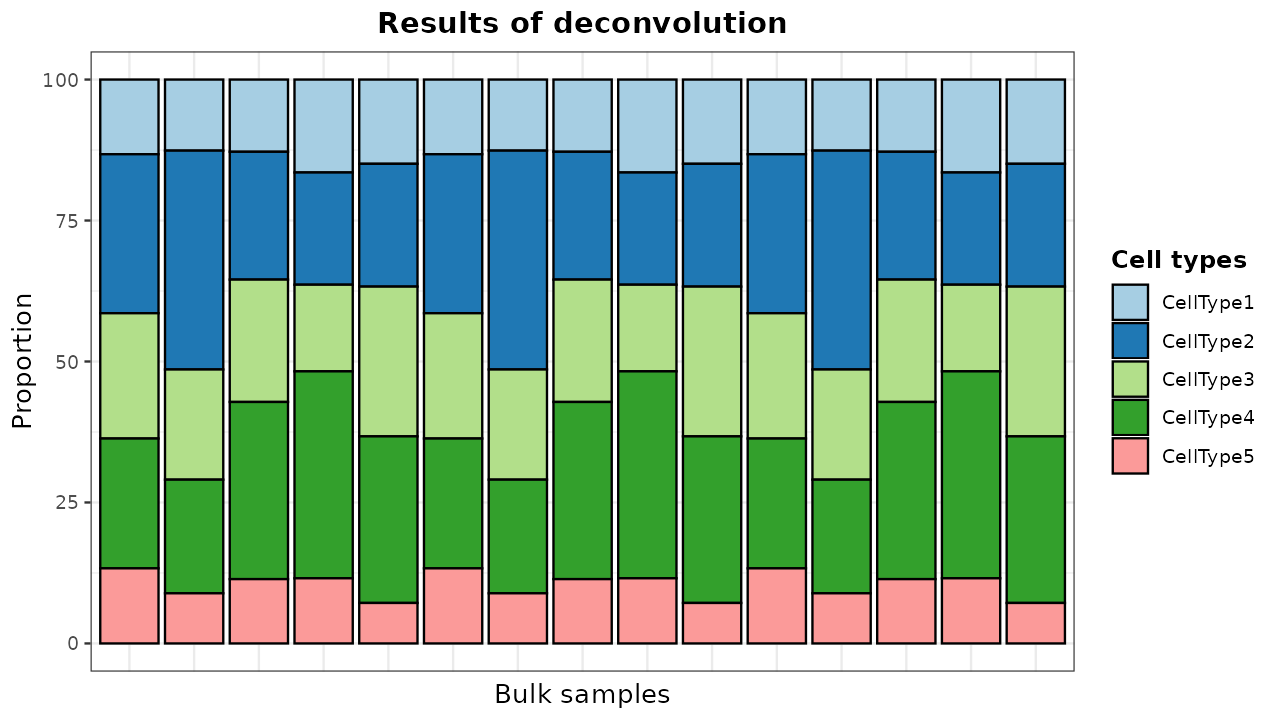 Results of deconvolution
100
75
50
25
0
Proportion
Bulk samples
Cell types
CellType1
CellType2
CellType3
CellType4
CellType5